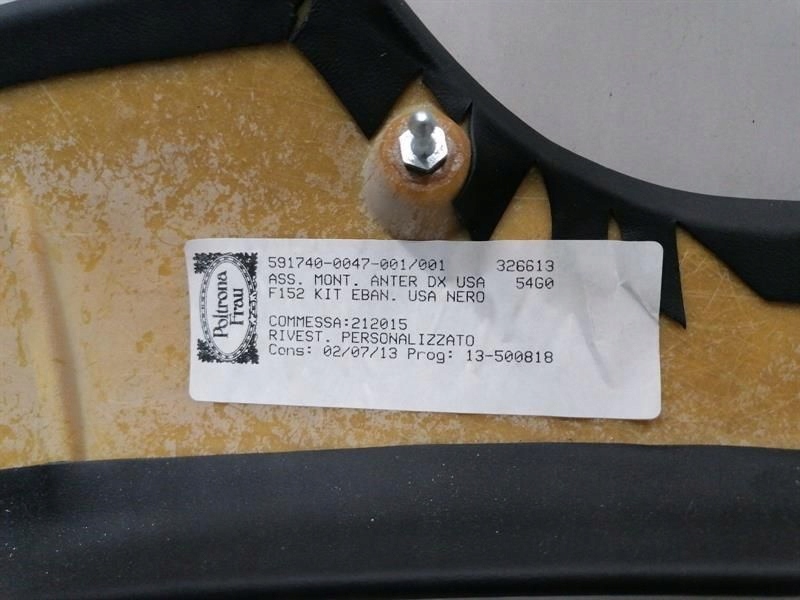 Poltrona
Frau
591740-0047-001/001 326613
ASS. MONT. ANTER DX USA 54G0
F152 KIT EBAN. USA NERO
COMMESSA:212015
RIVEST. PERSONALIZZATO
Cons: 02/07/13 Prog: 13-500818